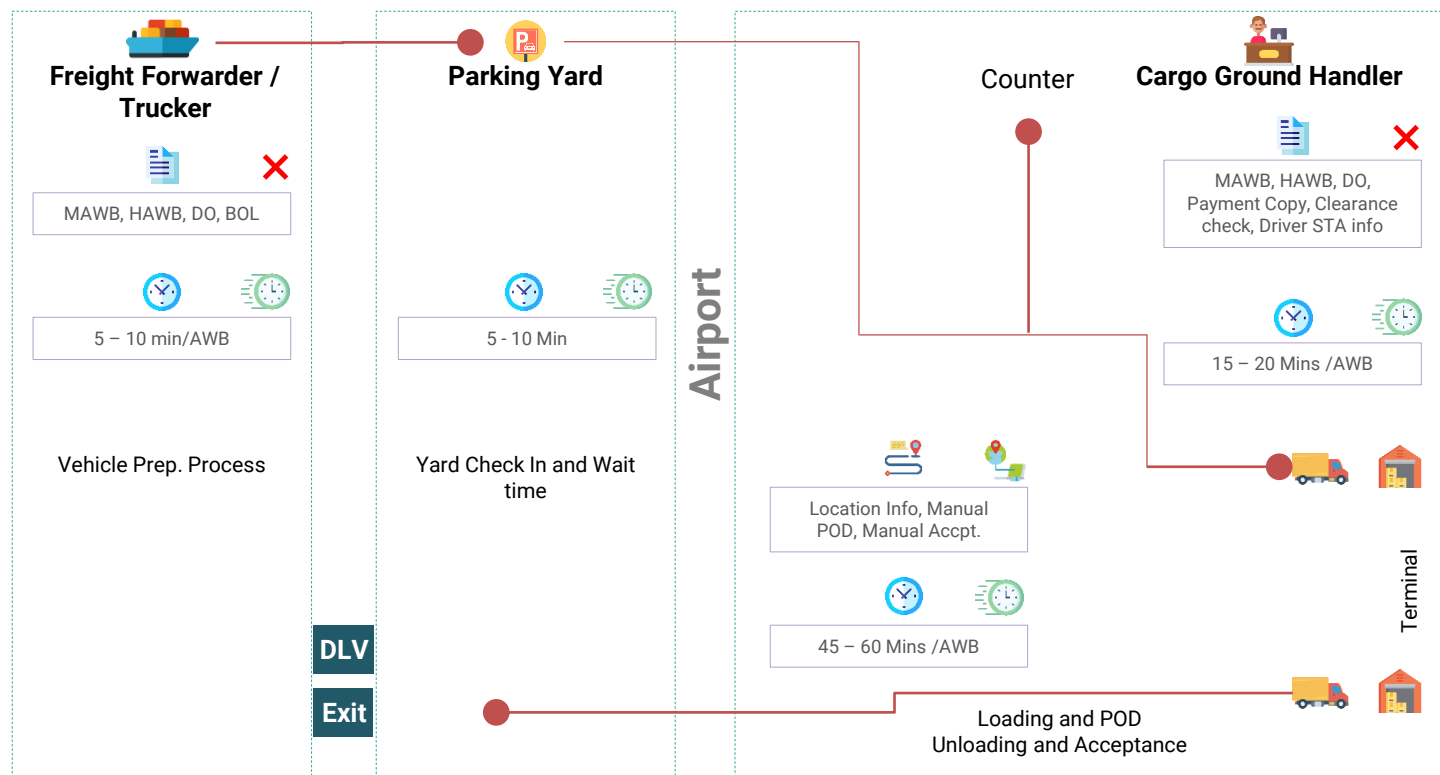 Freight Forwarder /
Trucker
MAWB, HAWB, DO, BOL
5 – 10 min/AWB
Vehicle Prep. Process
DLV
Exit
P
Parking Yard
5 - 10 Min
Yard Check In and Wait
time
Airport
Counter
Cargo Ground Handler
MAWB, HAWB, DO,
Payment Copy, Clearance
check, Driver STA info
15 – 20 Mins /AWB
Location Info, Manual
POD, Manual Accpt.
45 – 60 Mins /AWB
Terminal
Loading and POD
Unloading and Acceptance